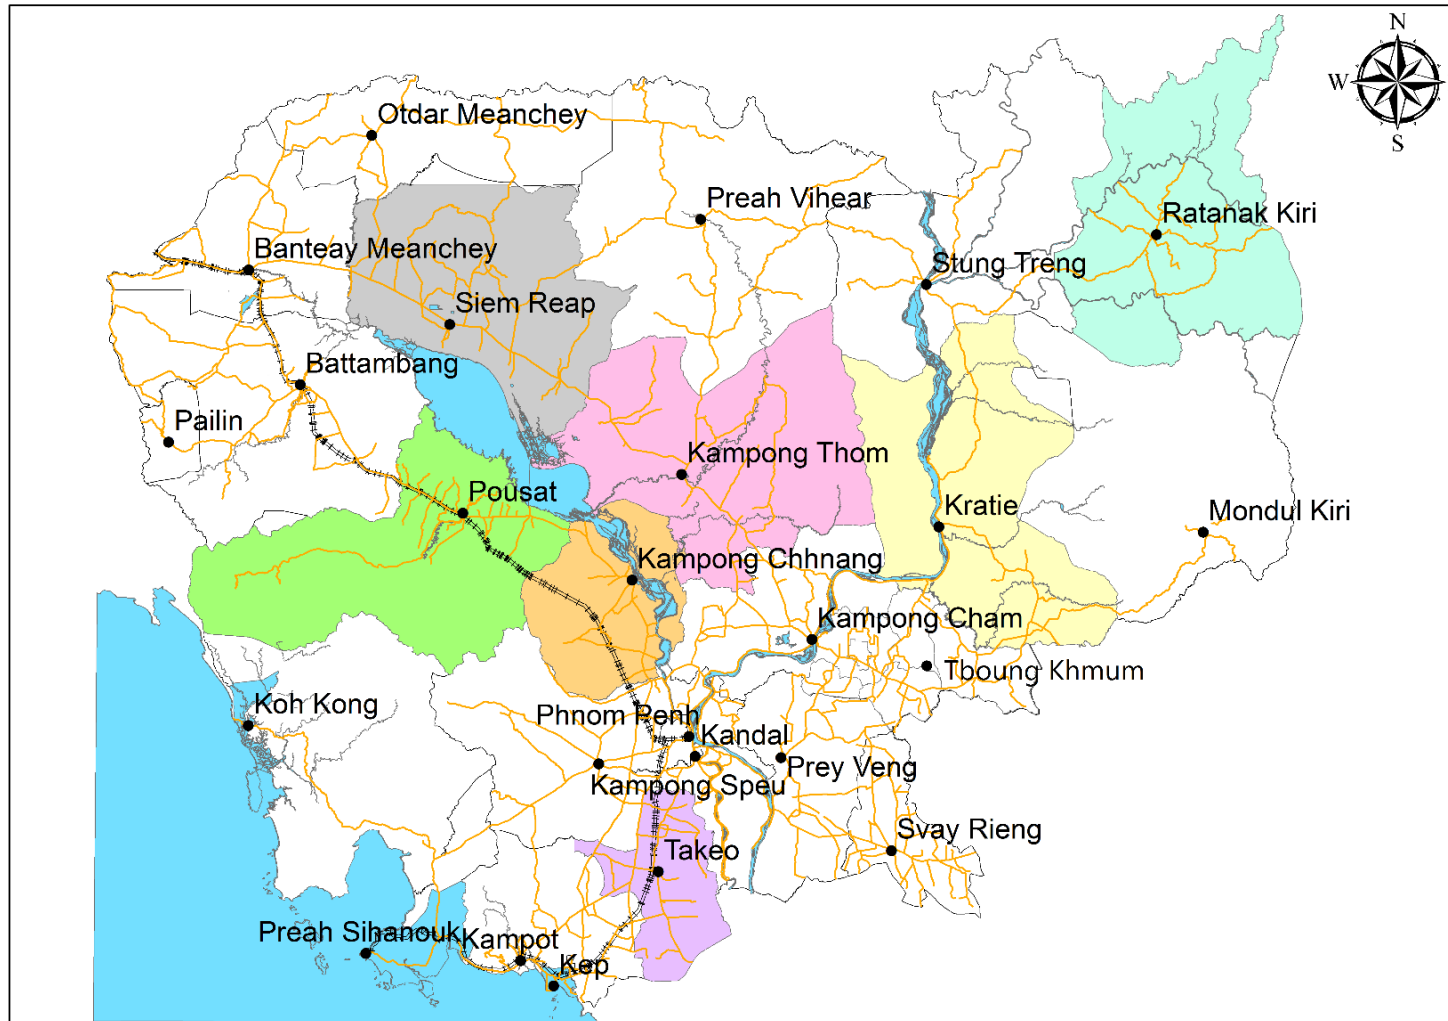 N
W
S
Otdar Meanchey
Preah Vihear
Ratanak Kiri
Banteay Meanchey
Stung Treng
Siem Reap
Battambang
Pailin
Kampong Thom
Pousat
Kratie
Mondul Kiri
Kampong Chhnang
Kampong Cham
Tboung Khmum
Koh Kong
Phnom Penh
Kandal
Prey Veng
Kampong Speu
Svay Rieng
Takeo
Preah Sihanouk
Kampot
Kep